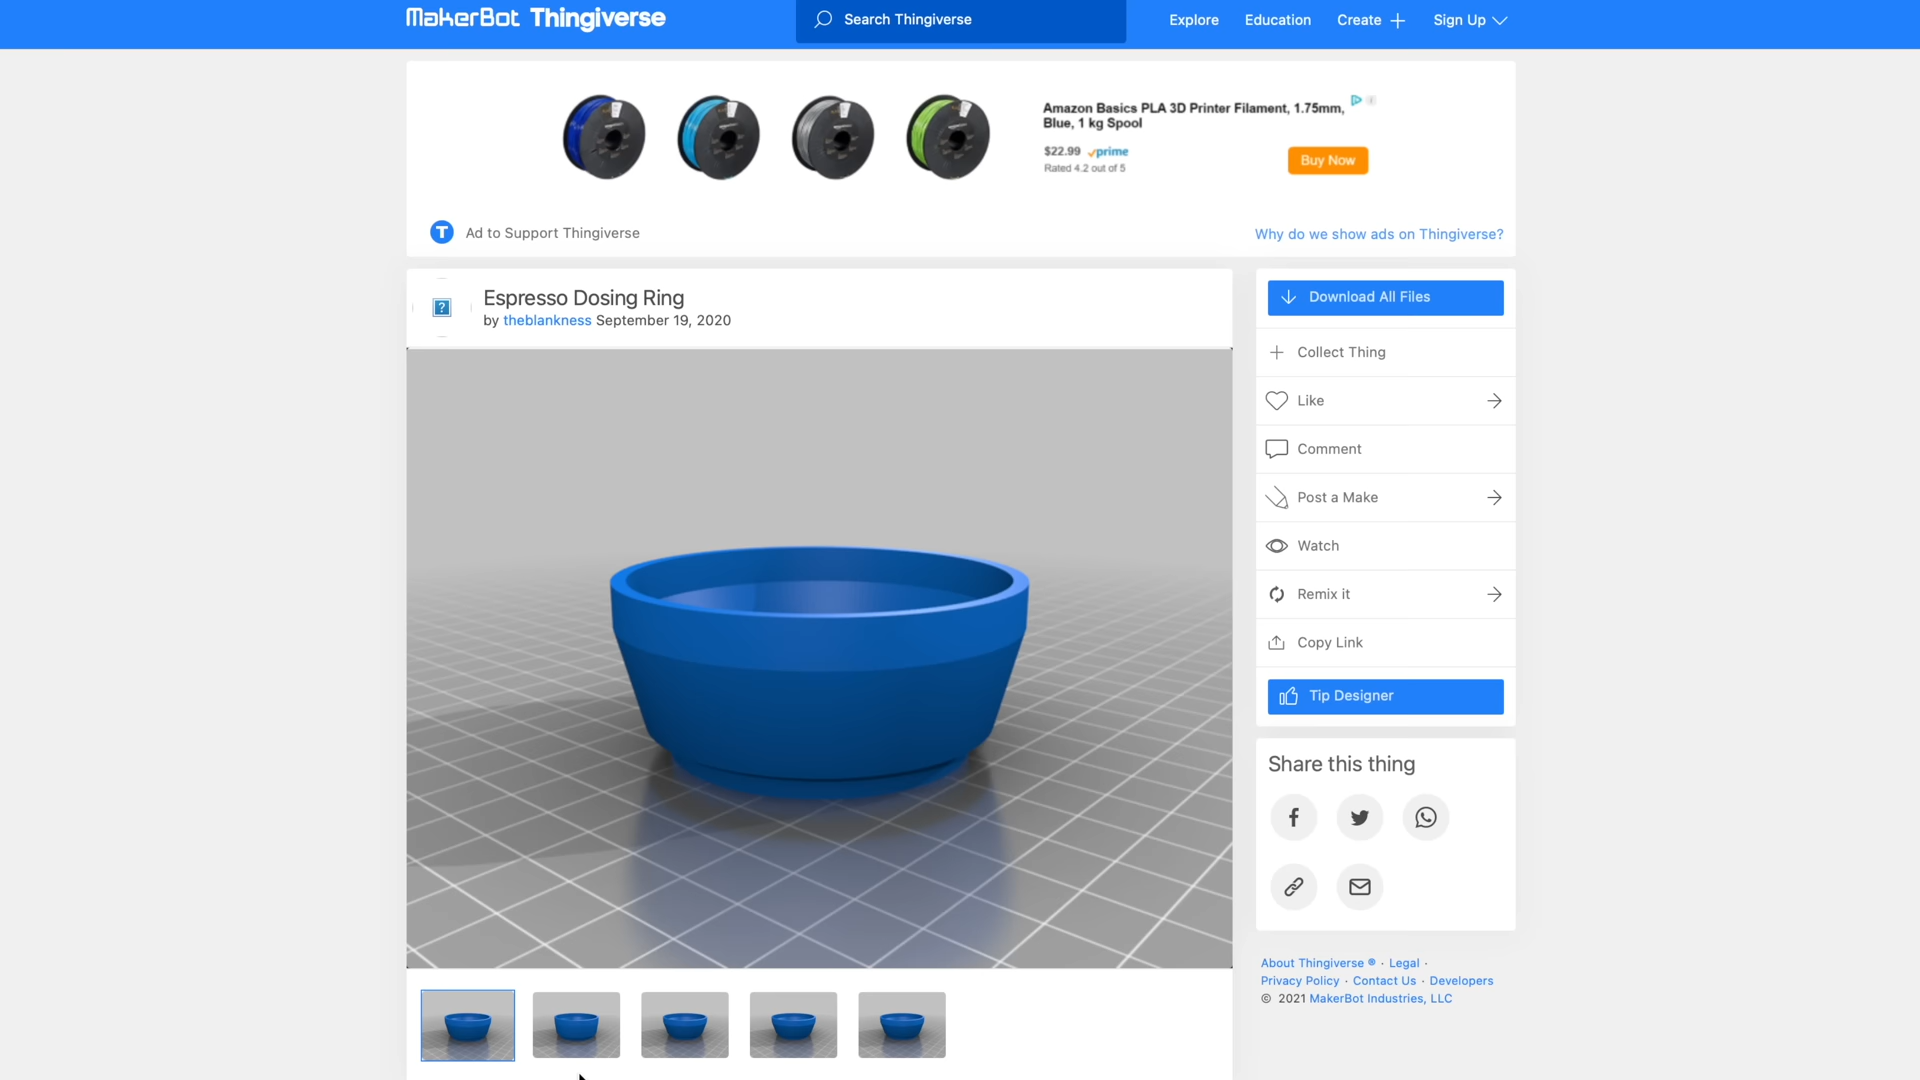 MakerBot Thingiverse
Search Thingiverse
Explore Education Create Sign Up
Amazon Basics PLA 3D Printer Filament, 1.75mm,
Blue, 1 kg Spool
$22.99 prime
Rated 4.2 out of 5
Buy Now
T Ad to Support Thingiverse
Why do we show ads on Thingiverse?
Espresso Dosing Ring
by theblankness September 19, 2020
Download All Files
Collect Thing
Like
Comment
Post a Make
Watch
Remix it
Copy Link
Tip Designer
Share this thing
About Thingiverse ® · Legal ·
Privacy Policy · Contact Us · Developers
© 2021 MakerBot Industries, LLC